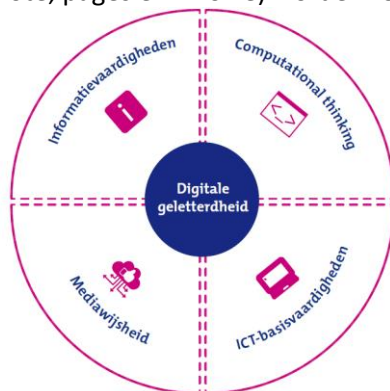 Informatievaardigheden
Computational thinking
Digitale
geletterdheid
Mediawijsheid
ICT-basisvaardigheden